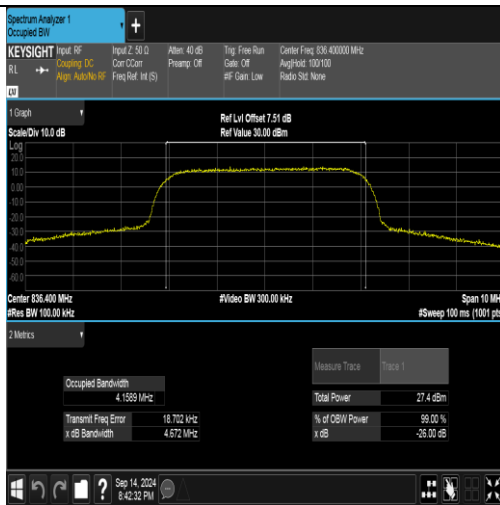 Spectrum Analyzer 1
Occupied BW
KEYSIGHT
RL
LXI
Input: RF
Coupling: DC
Align: Auto/No RF
Input Z: 50 Ω
Corr CCorr
Freq Ref: Int (S)
Atten: 40 dB
Preamp: Off
Trig: Free Run
Gate: Off
#IF Gain: Low
Center Freq: 836.400000 MHz
Avg|Hold: 100/100
Radio Std: None
1 Graph
Scale/Div 10.0 dB
Ref Lvl Offset 7.51 dB
Ref Value 30.00 dBm
Log
20.0
10.0
0.00
-10.0
-20.0
-30.0
-40.0
-50.0
-60.0
Center 836.400 MHz
#Res BW 100.00 kHz
#Video BW 300.00 kHz
Span 10 MH
#Sweep 100 ms (1001 pts
2 Metrics
Measure Trace
Trace 1
Occupied Bandwidth
4.1589 MHz
Total Power 27.4 dBm
Transmit Freq Error 18.702 kHz
% of OBW Power 99.00 %
x dB Bandwidth 4.672 MHz
x dB -26.00 dB
?
Sep 14, 2024
8:42:32 PM